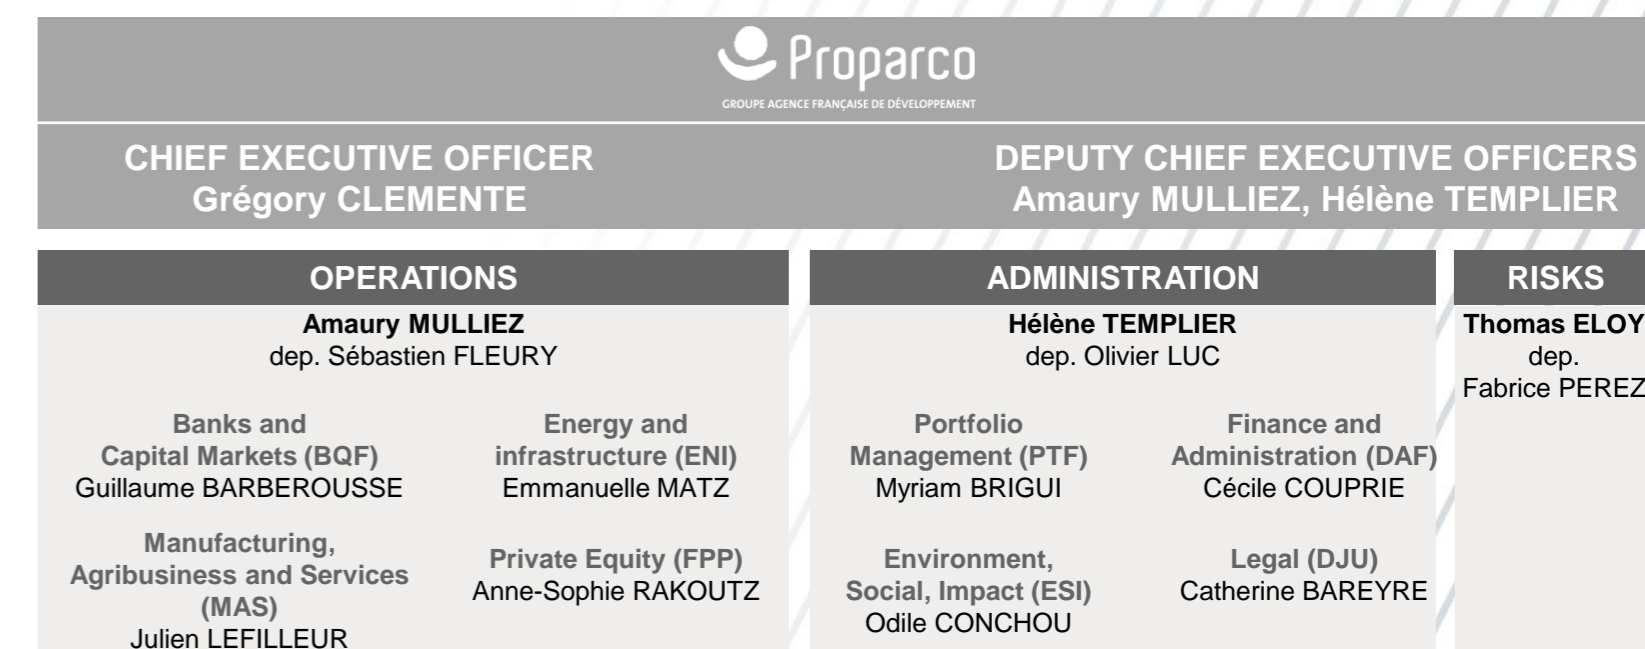 Proparco
GROUPE AGENCE FRANÇAISE DE DÉVELOPPEMENT
CHIEF EXECUTIVE OFFICER
Grégory CLEMENTE
DEPUTY CHIEF EXECUTIVE OFFICERS
Amaury MULLIEZ, Hélène TEMPLIER
OPERATIONS
Amaury MULLIEZ
dep. Sébastien FLEURY
Banks and
Capital Markets (BQF)
Guillaume BARBEROUSSE
Energy and
infrastructure (ENI)
Emmanuelle MATZ
Manufacturing,
Agribusiness and Services
(MAS)
Julien LEFILLEUR
Private Equity (FPP)
Anne-Sophie RAKOUTZ
ADMINISTRATION
Hélène TEMPLIER
dep. Olivier LUC
Portfolio
Management (PTF)
Myriam BRIGUI
Finance and
Administration (DAF)
Cécile COUPRIE
Environment,
Social, Impact (ESI)
Odile CONCHOU
Legal (DJU)
Catherine BAREYRE
RISKS
Thomas ELOY
dep.
Fabrice PEREZ